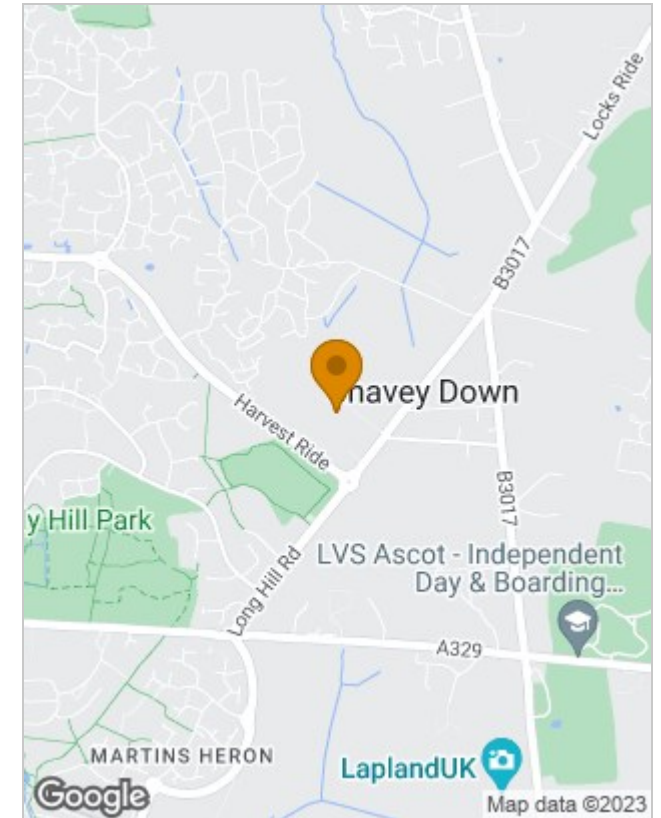 Locks Ride
B3017
havey Down
Harvest Ride
y Hill Park
B3017
LVS Ascot - Independent
Day & Boarding...
Long Hill Rd
A329
MARTINS HERON
LaplandUK
Google
Map data ©2023